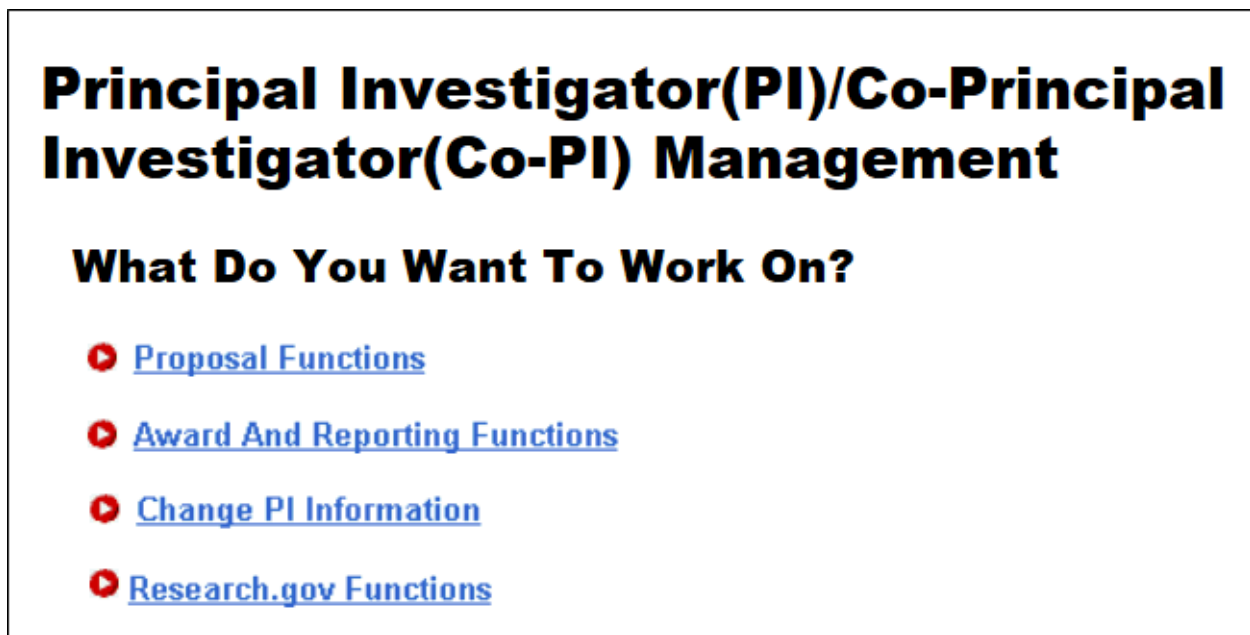 Principal Investigator(PI)/Co-Principal
Investigator(Co-PI) Management
What Do You Want To Work On?
Proposal Functions
Award And Reporting Functions
Change PI Information
Research.gov Functions